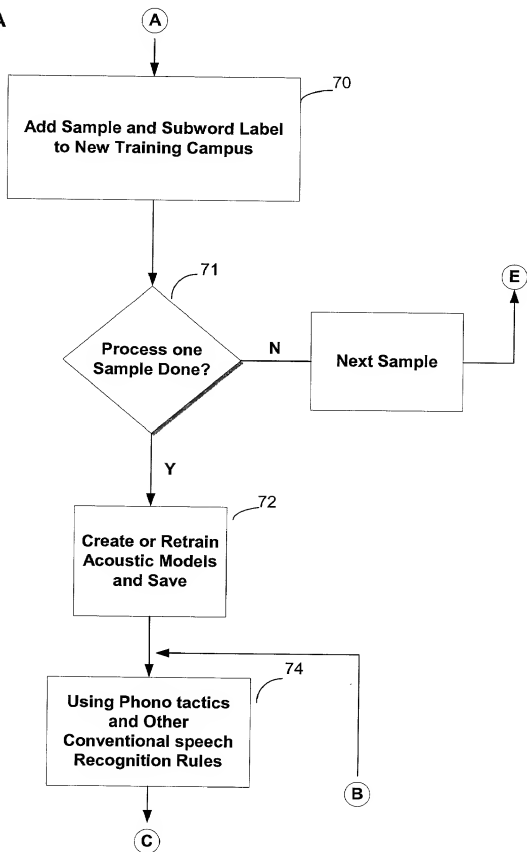 A
A
70
Add Sample and Subword Label
to New Training Campus
71
E
Process one
Sample Done?
N
Next Sample
Y
72
Create or Retrain
Acoustic Models
and Save
74
Using Phono tactics
and Other
Conventional speech
Recognition Rules
B
C